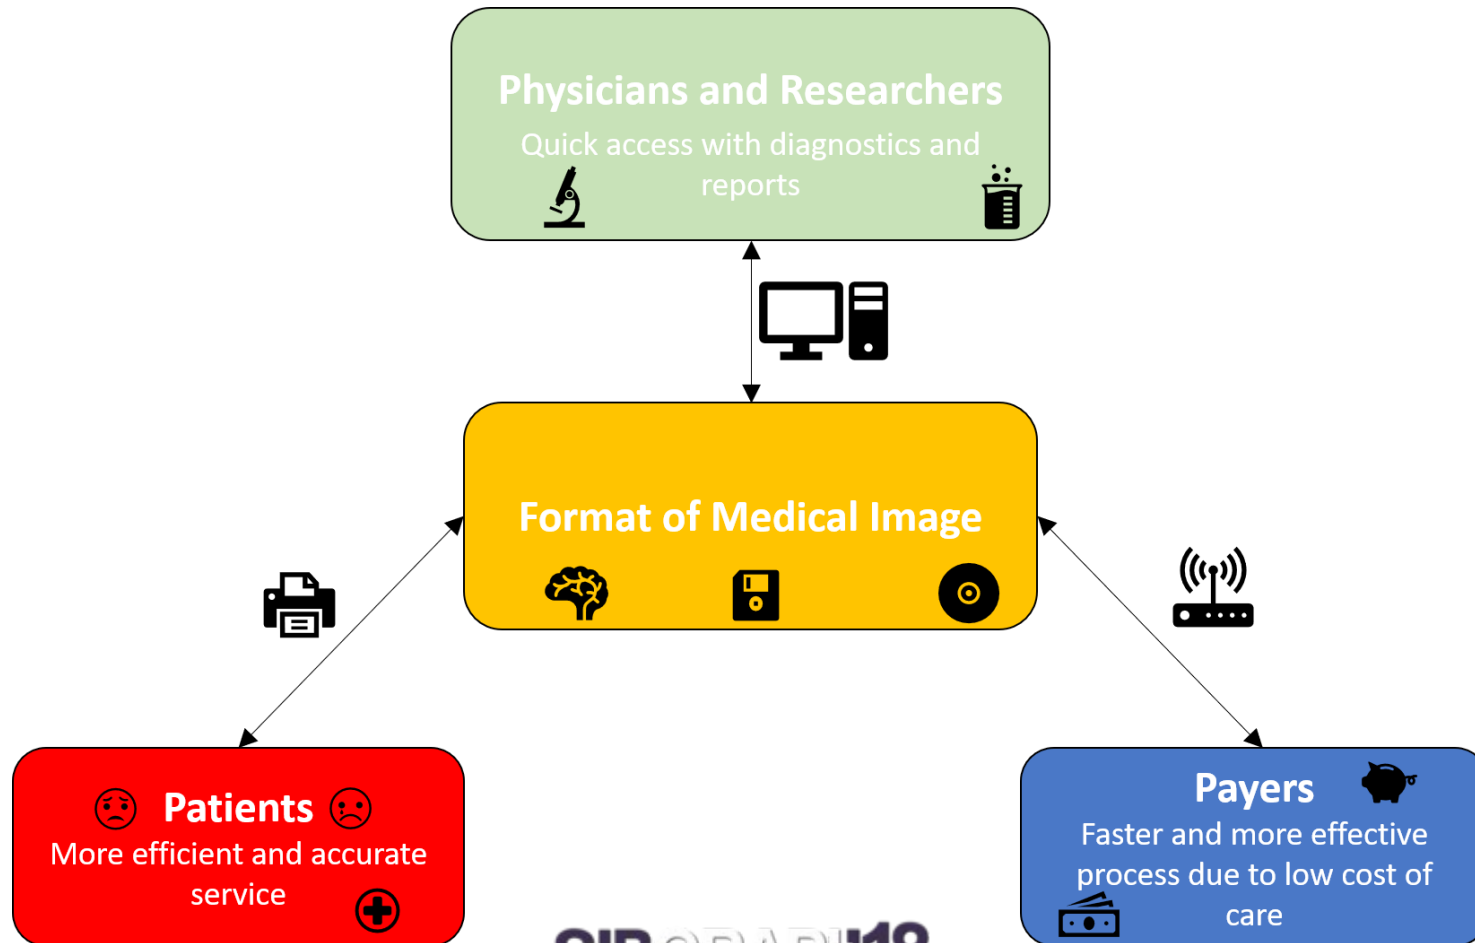 Physicians and Researchers
Quick access with diagnostics and
reports
Format of Medical Image
Patients
More efficient and accurate
service
Payers
Faster and more effective
process due to low cost of
care